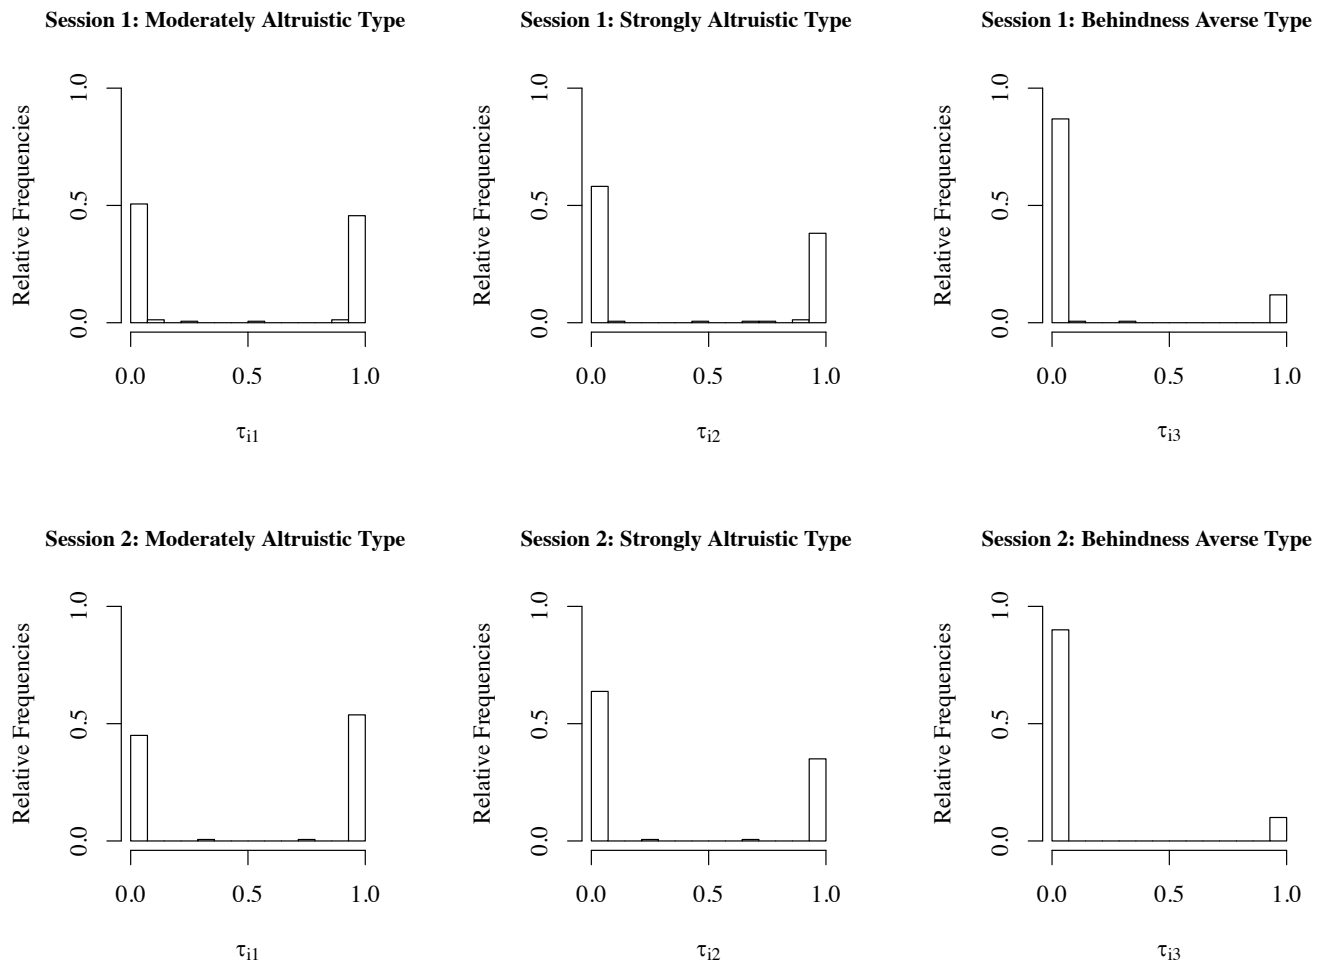 Session 1: Moderately Altruistic Type
Relative Frequencies
0.0 0.5 1.0
0.0 0.5 1.0
τi1
Session 1: Strongly Altruistic Type
Relative Frequencies
0.0 0.5 1.0
0.0 0.5 1.0
τi2
Session 1: Behindness Averse Type
Relative Frequencies
0.0 0.5 1.0
0.0 0.5 1.0
τi3
Session 2: Moderately Altruistic Type
Relative Frequencies
0.0 0.5 1.0
0.0 0.5 1.0
τi1
Session 2: Strongly Altruistic Type
Relative Frequencies
0.0 0.5 1.0
0.0 0.5 1.0
τi2
Session 2: Behindness Averse Type
Relative Frequencies
0.0 0.5 1.0
0.0 0.5 1.0
τi3